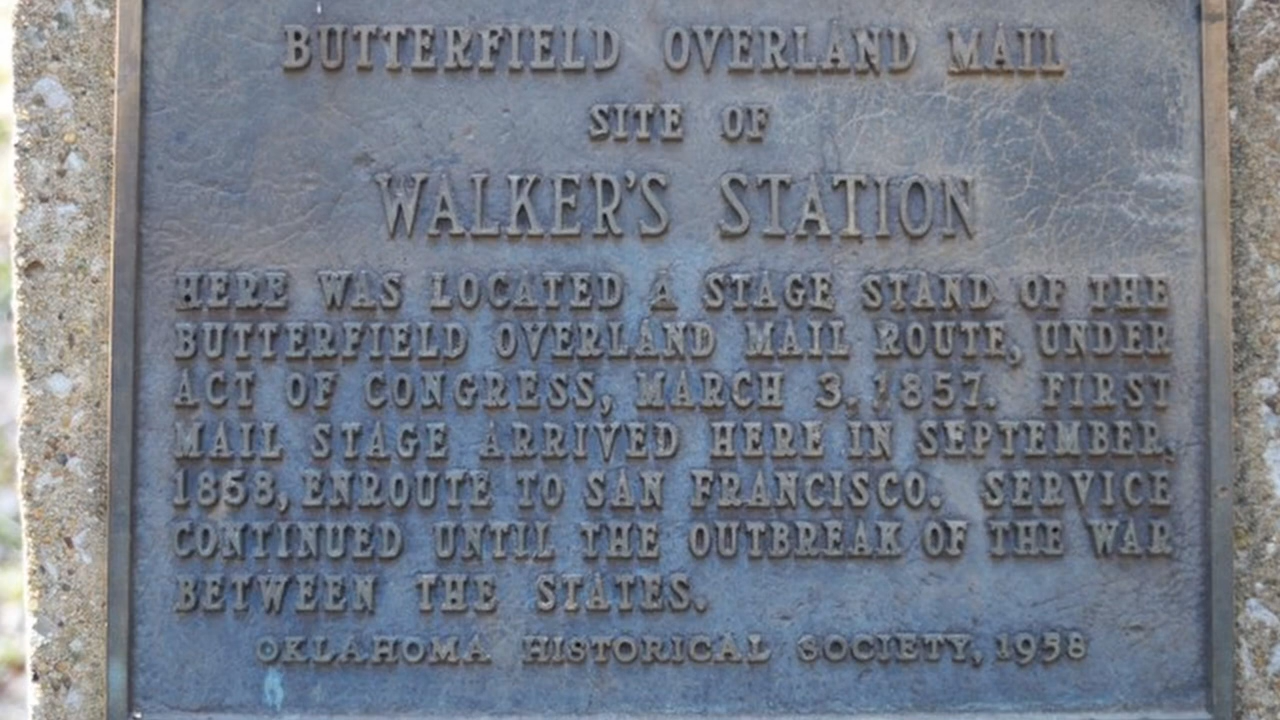 BUTTERFIELD OVERLAND MAIL
SITE OF
WALKER'S STATION
HERE WAS LOCATED A STAGE STAND OF THE
BUTTERFIELD OVERLAND MAIL ROUTE, UNDER
ACT OF CONGRESS, MARCH 3. 1857. FIRST
MAIL STAGE ARRIVED HERE IN SEPTEMBER,
1858, ENROUTE TO SAN FRANCISCO. SERVICE
CONTINUED UNTIL THE OUTBREAK OF THE WAR
BETWEEN THE STATES.
OKLAHOMA HISTORICAL SOCIETY, 1958